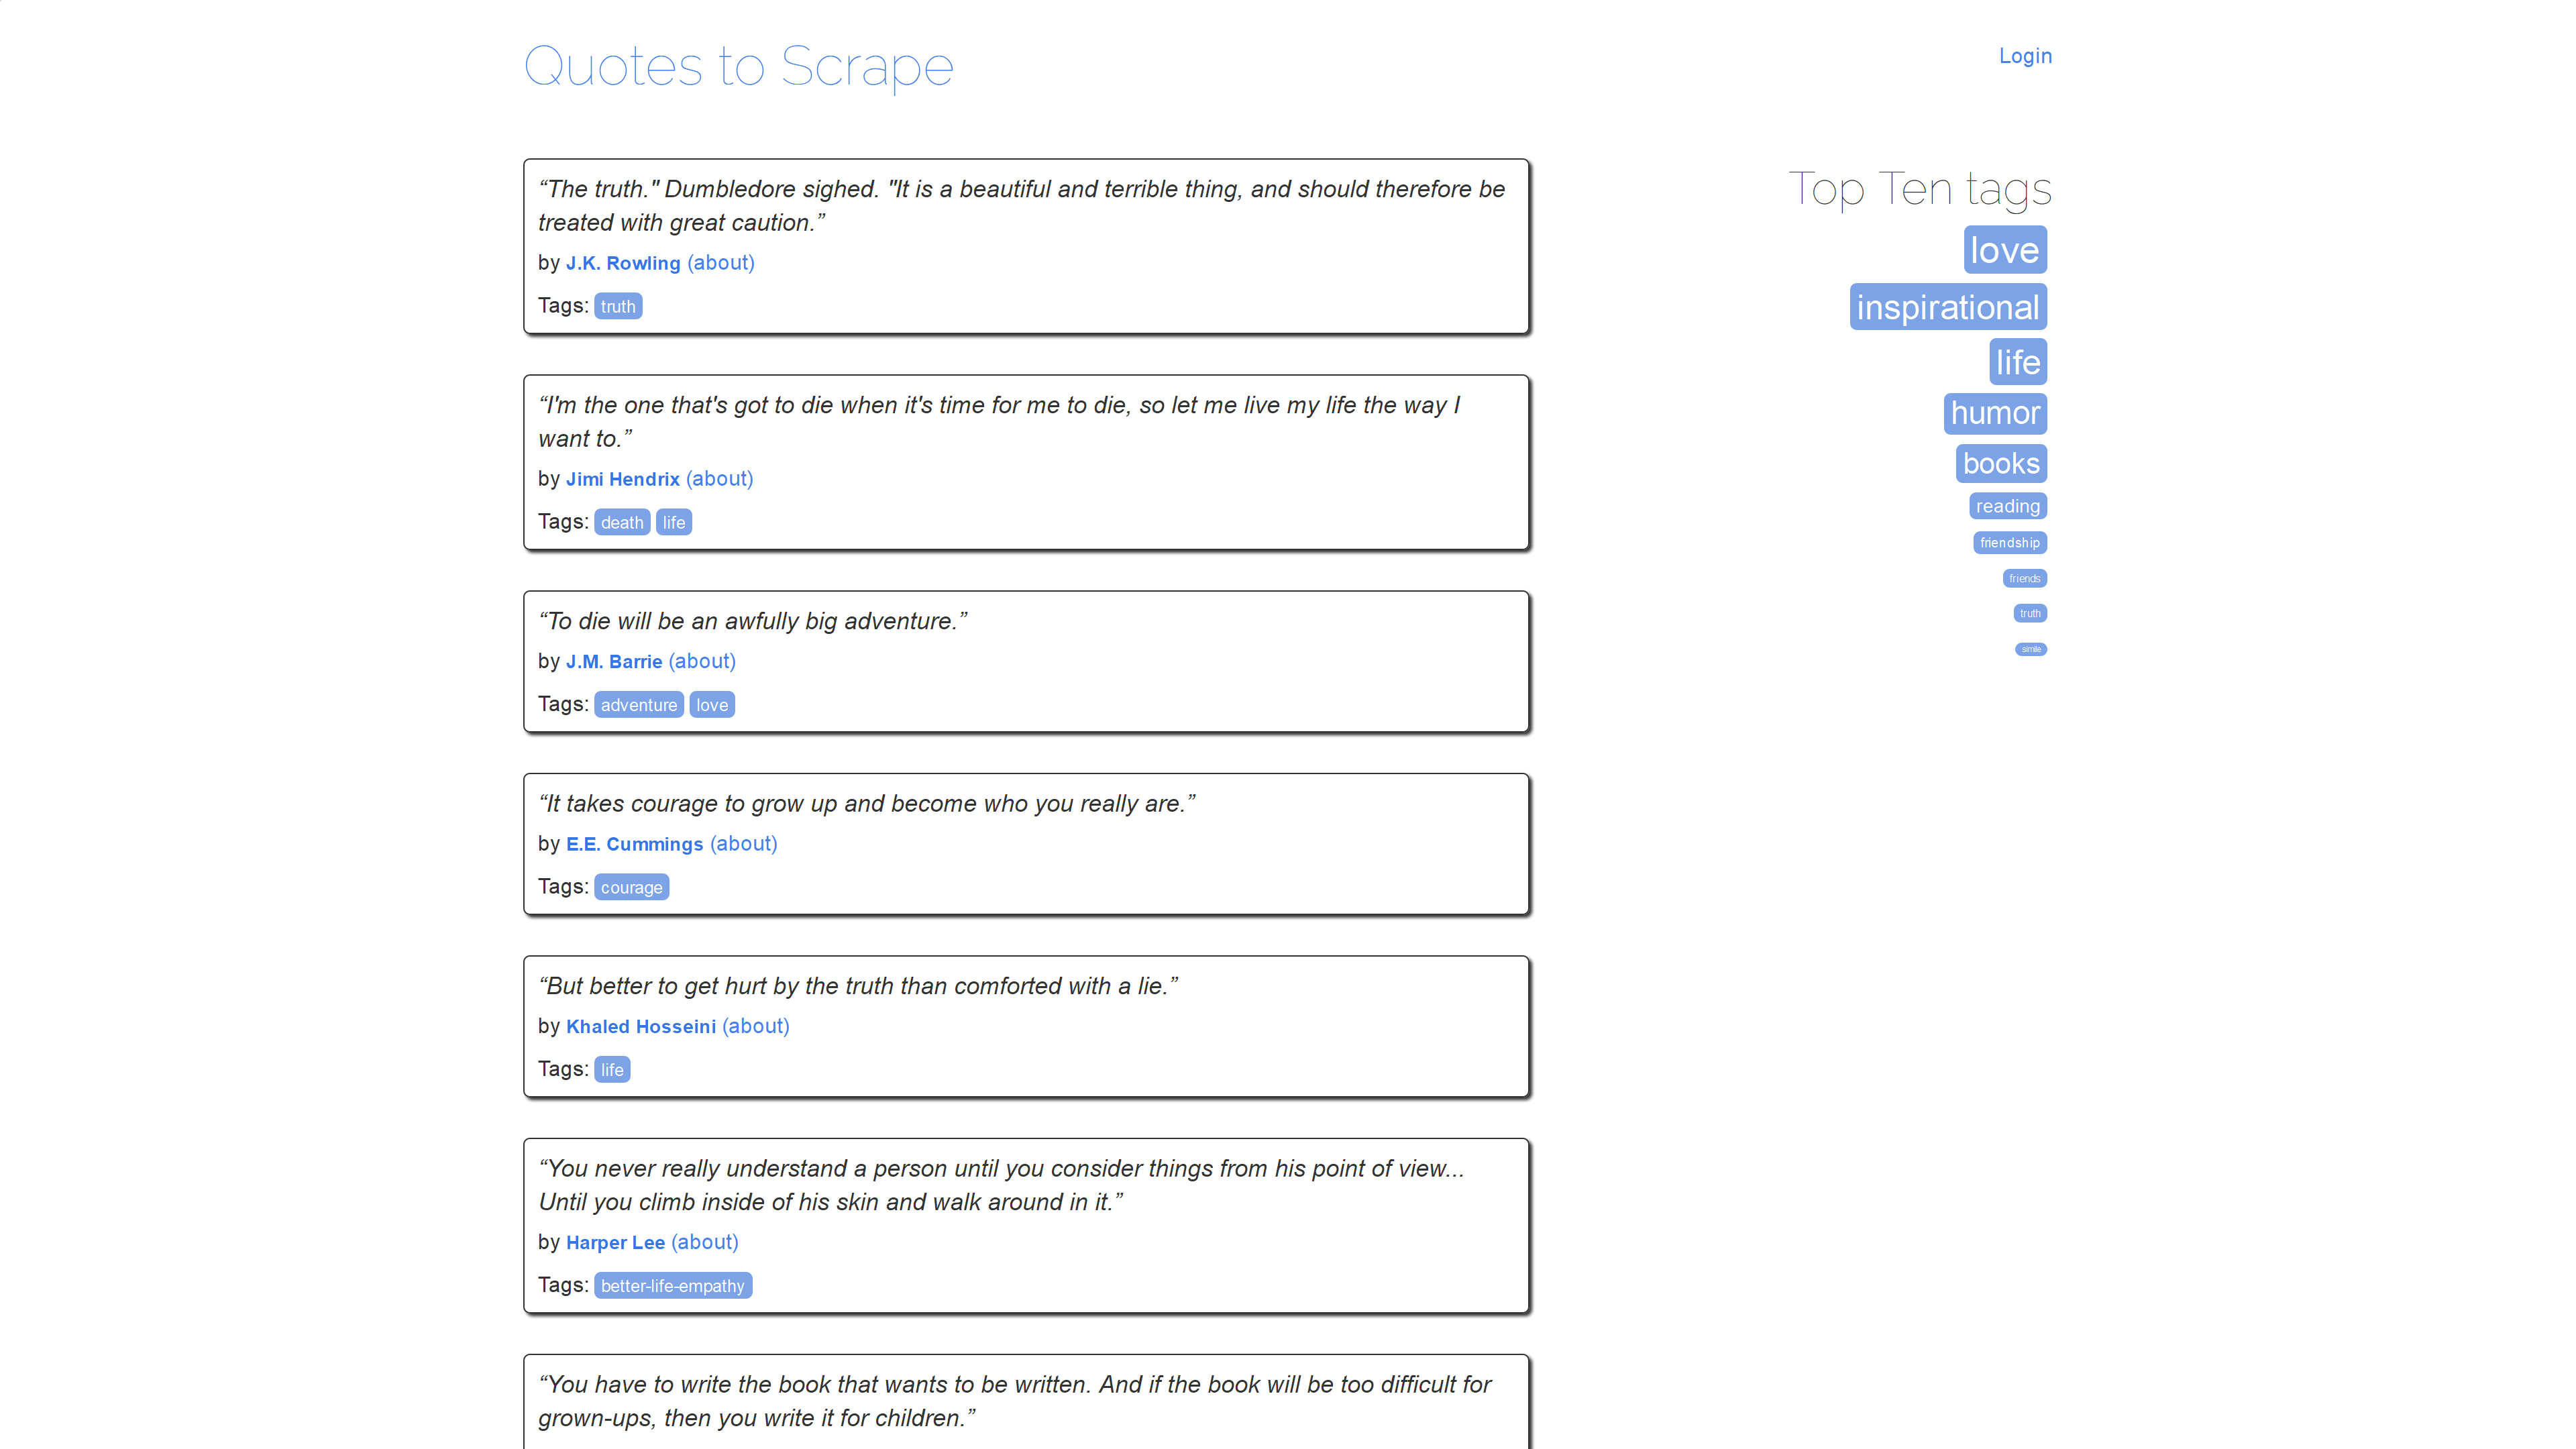 Quotes to Scrape
Login
“The truth." Dumbledore sighed. "It is a beautiful and terrible thing, and should therefore be
treated with great caution.”
by J.K. Rowling (about)
Tags: truth
“I'm the one that's got to die when it's time for me to die, so let me live my life the way I
want to.”
by Jimi Hendrix (about)
Tags: death life
“To die will be an awfully big adventure.”
by J.M. Barrie (about)
Tags: adventure love
“It takes courage to grow up and become who you really are.”
by E.E. Cummings (about)
Tags: courage
“But better to get hurt by the truth than comforted with a lie.”
by Khaled Hosseini (about)
Tags: life
“You never really understand a person until you consider things from his point of view...
Until you climb inside of his skin and walk around in it.”
by Harper Lee (about)
Tags: better-life-empathy
“You have to write the book that wants to be written. And if the book will be too difficult for
grown-ups, then you write it for children.”
Top Ten tags
love
inspirational
life
humor
books
reading
friendship
friends
truth
simile